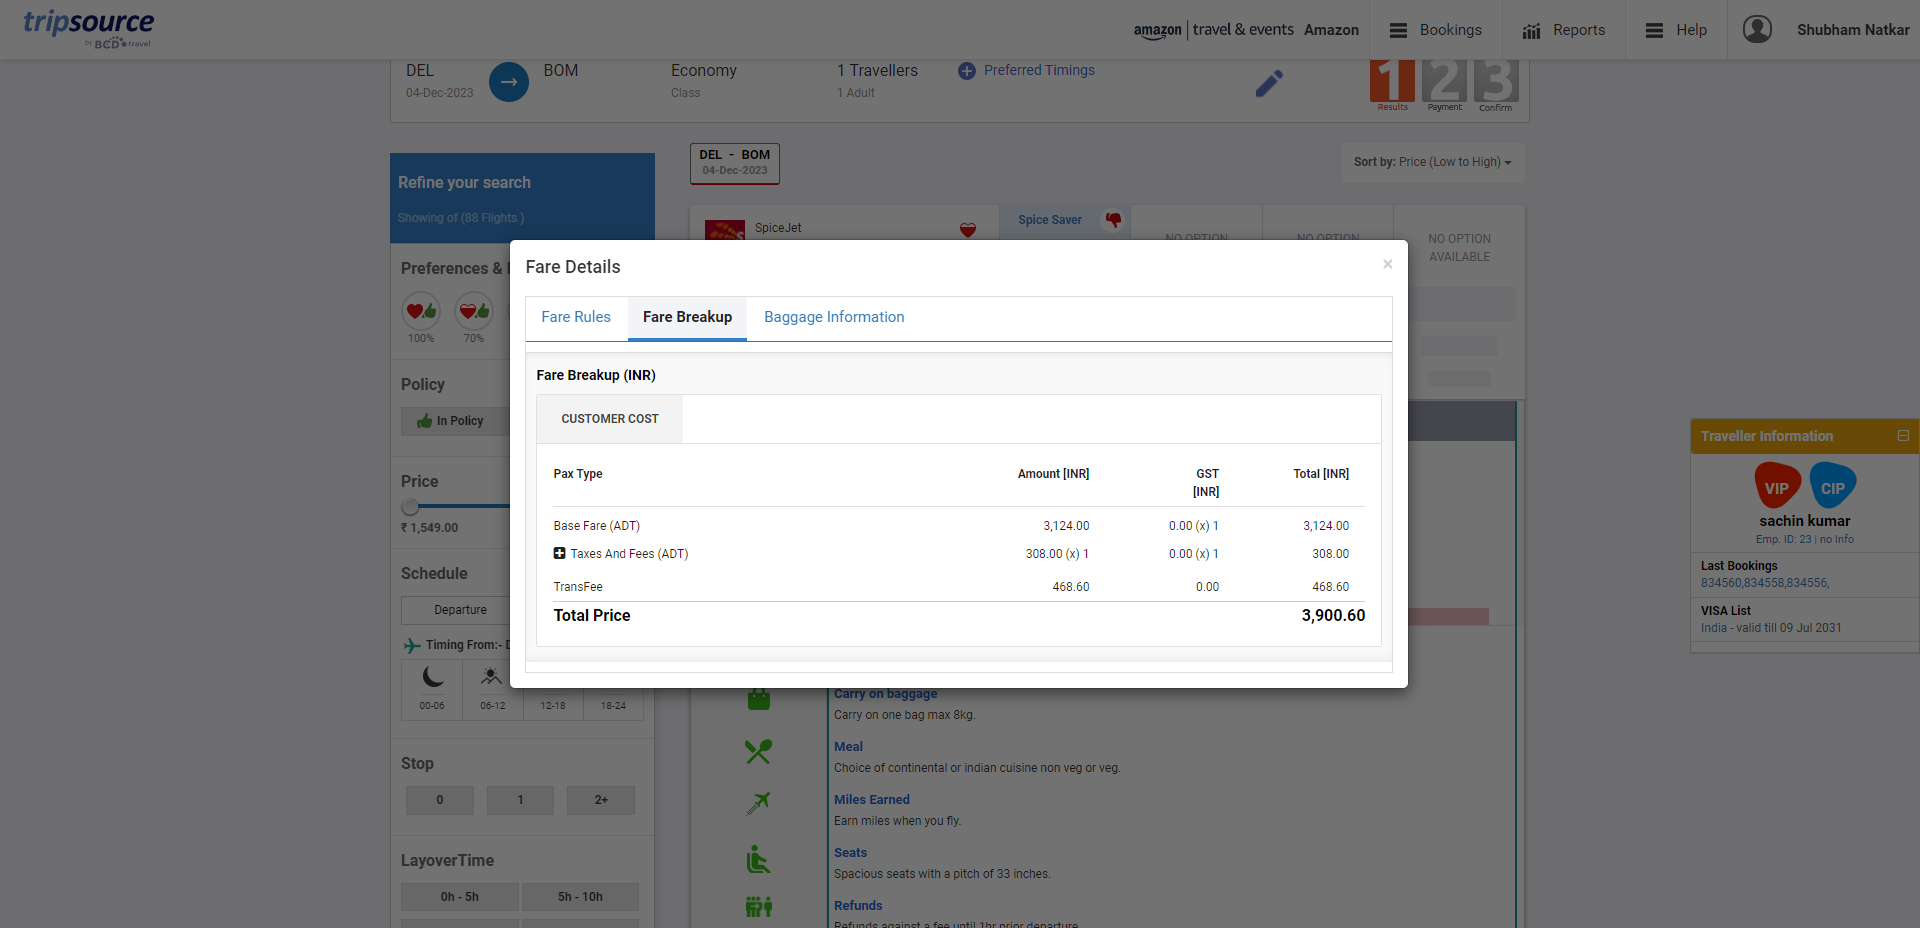 tripsource
by BCD travel
amazon | travel & events Amazon
Bookings
Reports
Help
Shubham Natkar
DEL
04-Dec-2023
BOM
Economy
Class
1 Travellers
1 Adult
Preferred Timings
1 2 3
Results Payment Confirm
DEL - BOM
04-Dec-2023
Sort by: Price (Low to High)
Refine your search
Showing of (88 Flights )
SpiceJet
Spice Saver
NO OPTION
NO OPTION
NO OPTION
AVAILABLE
Preferences &
100%
70%
Policy
In Policy
Price
₹ 1,549.00
Schedule
Departure
Timing From:-
00-06
06-12
12-18
18-24
Stop
0
1
2+
LayoverTime
0h - 5h
5h - 10h
Fare Details
×
Fare Rules
Fare Breakup
Baggage Information
Fare Breakup (INR)
CUSTOMER COST
Pax Type Amount [INR] GST [INR] Total [INR]
Base Fare (ADT) 3,124.00 0.00 (x) 1 3,124.00
Taxes And Fees (ADT) 308.00 (x) 1 0.00 (x) 1 308.00
TransFee 468.60 0.00 468.60
Total Price 3,900.60
Carry on baggage
Carry on one bag max 8kg.
Meal
Choice of continental or indian cuisine non veg or veg.
Miles Earned
Earn miles when you fly.
Seats
Spacious seats with a pitch of 33 inches.
Refunds
Refunds against a fee until 1hr prior departure
Traveller Information
VIP
CIP
sachin kumar
Emp. ID: 23 | no Info
Last Bookings
834560,834558,834556,
VISA List
India - valid till 09 Jul 2031